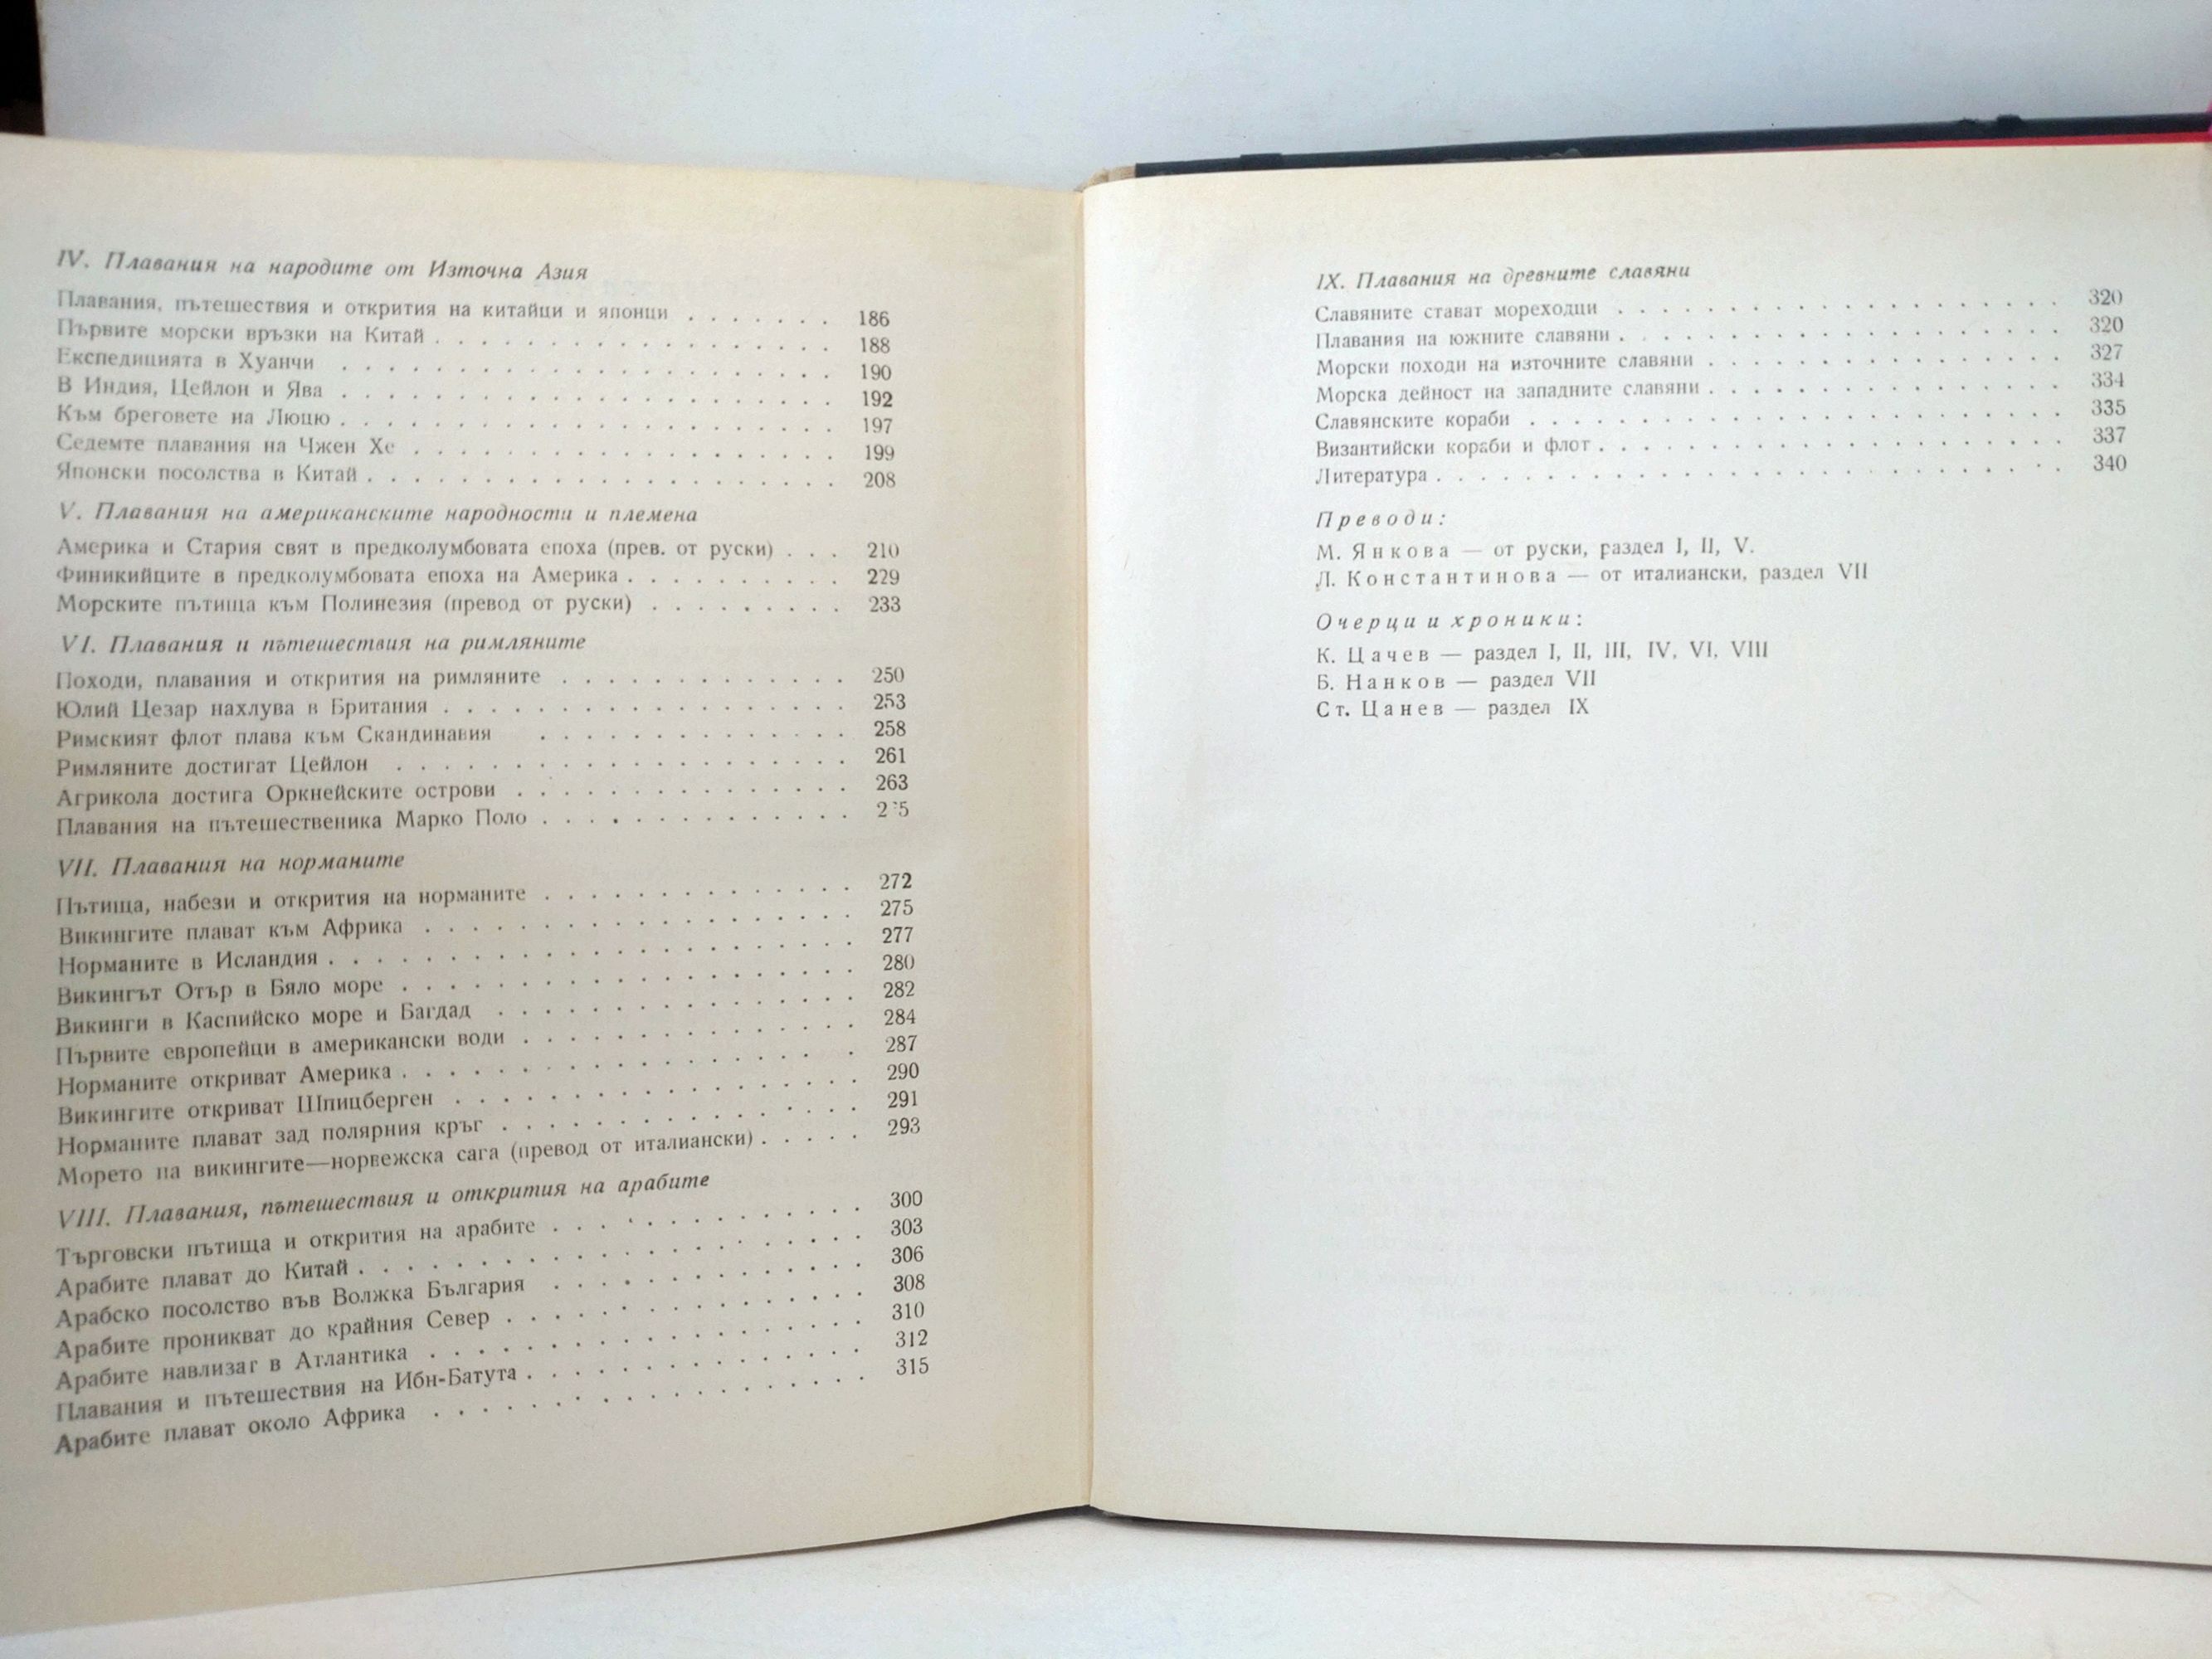 IV. Плавания на народите от Източна Азия
Плавания, пътешествия и открития на китайци и японци . . . . . . . 186
Първите морски връзки на Китай . . . . . . . . . . . . . . . . . 188
Експедицията в Хуанчи . . . . . . . . . . . . . . . . . . . . . 190
В Индия, Цейлон и Ява . . . . . . . . . . . . . . . . . . . . . 192
Към бреговете на Люцю . . . . . . . . . . . . . . . . . . . . . 197
Седемте плавания на Чжен Хе . . . . . . . . . . . . . . . . . . 199
Японски посолства в Китай . . . . . . . . . . . . . . . . . . . . 208
V. Плавания на американските народности и племена
Америка и Стария свят в предколумбовата епоха (прев. от руски) . . . 210
Финикийците в предколумбовата епоха на Америка . . . . . . . . . 229
Морските пътища към Полинезия (превод от руски) . . . . . . . . 233
VI. Плавания и пътешествия на римляните
Походи, плавания и открития на римляните . . . . . . . . . . . . 250
Юлий Цезар нахлува в Британия . . . . . . . . . . . . . . . . . 253
Римският флот плава към Скандинавия . . . . . . . . . . . . . 258
Римляните достигат Цейлон . . . . . . . . . . . . . . . . . . . 261
Агрикола достига Оркнейските острови . . . . . . . . . . . . . . 263
Плавания на пътешественика Марко Поло . . . . . . . . . . . . .
VII. Плавания на норманите
Пътища, набези и открития на норманите . . . . . . . . . . . . . 272
Викингите плават към Африка . . . . . . . . . . . . . . . . . . 275
Норманите в Исландия . . . . . . . . . . . . . . . . . . . . . . 277
Викингът Отър в Бяло море . . . . . . . . . . . . . . . . . . . 280
Викинги в Каспийско море и Багдад . . . . . . . . . . . . . . . 282
Първите европейци в американски води . . . . . . . . . . . . . . 284
Норманите откриват Америка . . . . . . . . . . . . . . . . . . . 287
Викингите откриват Шпицберген . . . . . . . . . . . . . . . . . 290
Норманите плават зад полярния кръг . . . . . . . . . . . . . . . 291
Морето на викингите—норвежска сага (превод от италиански) . . . . . 293
VIII. Плавания, пътешествия и открития на арабите
Търговски пътища и открития на арабите . . . . . . . . . . . . . 300
Арабите плават до Китай . . . . . . . . . . . . . . . . . . . . . 303
Арабско посолство във Волжка България . . . . . . . . . . . . . 306
Арабите проникват до крайния Север . . . . . . . . . . . . . . . 308
Арабите навлизат в Атлантика . . . . . . . . . . . . . . . . . . 310
Плавания и пътешествия на Ибн-Батута . . . . . . . . . . . . . . 312
Арабите плават около Африка . . . . . . . . . . . . . . . . . . 315
IX. Плавания на древните славяни
Славяните стават мореходци . . . . . . . . . . . . . . . . . . . 320
Плавания на южните славяни . . . . . . . . . . . . . . . . . . . 320
Морски походи на източните славяни . . . . . . . . . . . . . . . 327
Морска дейност на западните славяни . . . . . . . . . . . . . . . 334
Славянските кораби . . . . . . . . . . . . . . . . . . . . . . . 335
Византийски кораби и флот . . . . . . . . . . . . . . . . . . . . 337
Литература . . . . . . . . . . . . . . . . . . . . . . . . . . . 340
Преводи:
М. Янкова — от руски, раздел I, II, V.
Л. Константинова — от италиански, раздел VII
Очерци и хроники:
К. Цачев — раздел I, II, III, IV, VI, VIII
Б. Нанков — раздел VII
Ст. Цанев — раздел IX